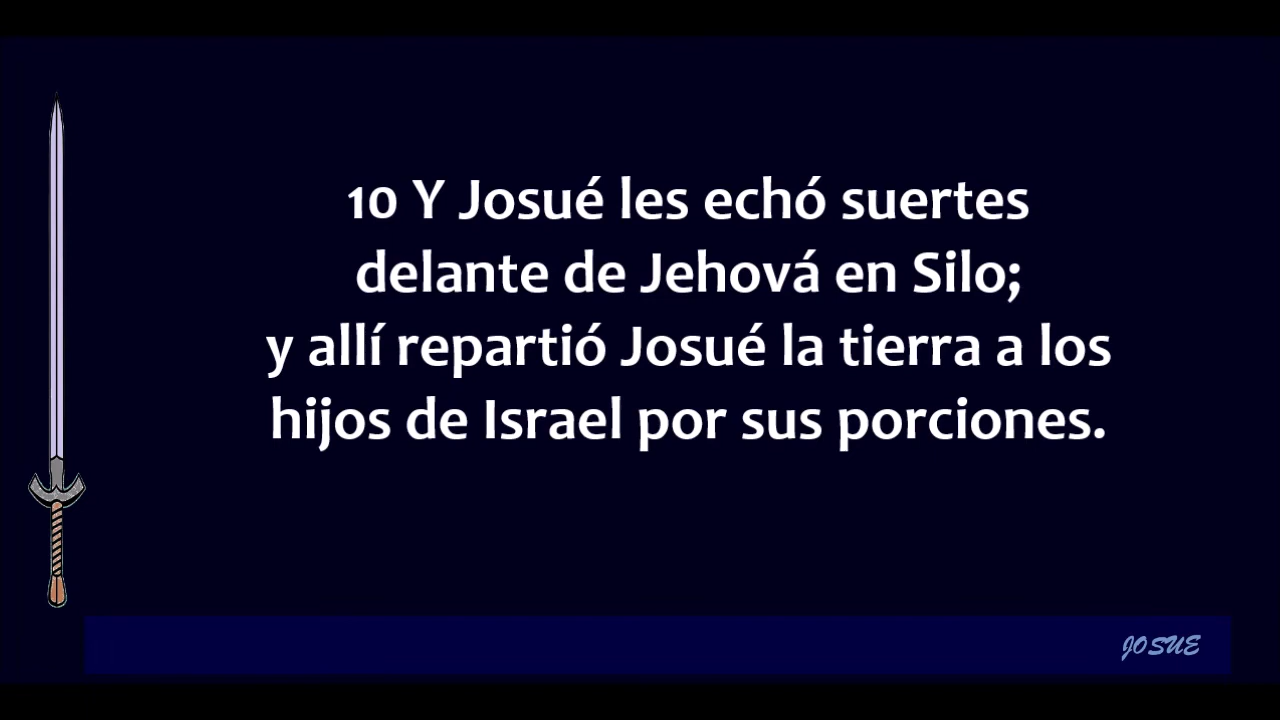 10 Y Josué les echó suertes
delante de Jehová en Silo;
y allí repartió Josué la tierra a los
hijos de Israel por sus porciones.
JOSUE